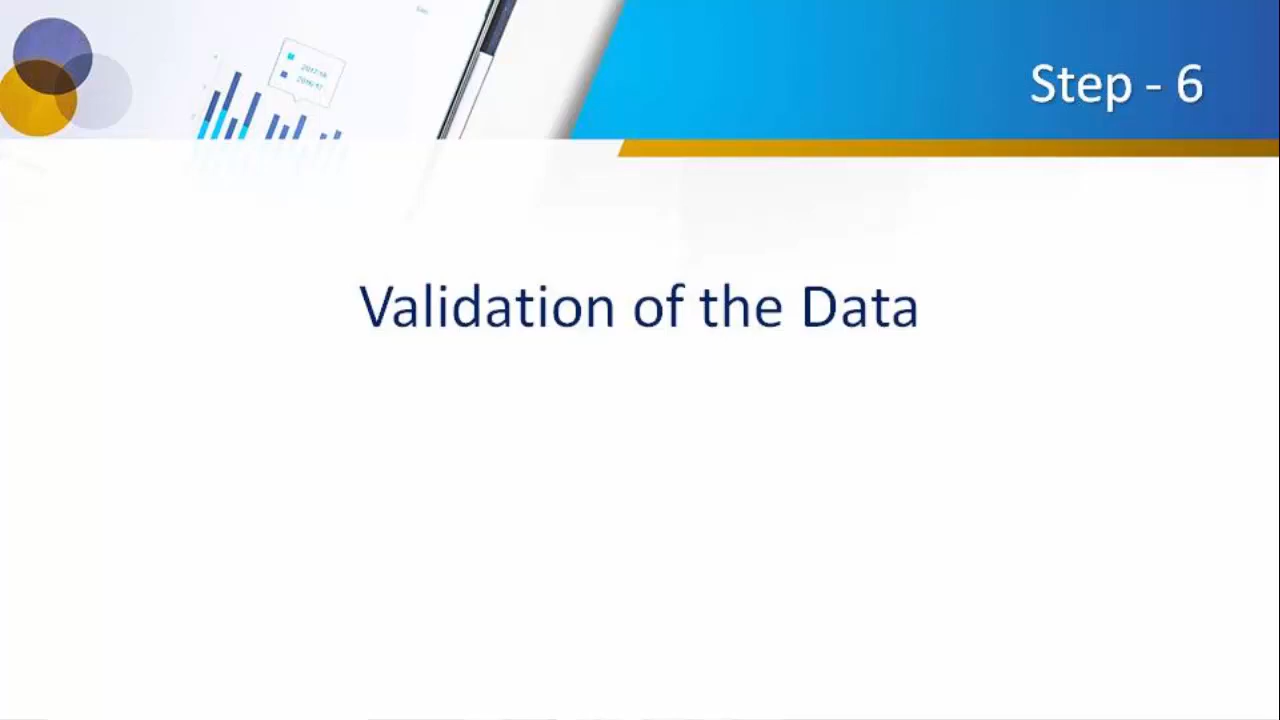 Step - 6
Validation of the Data